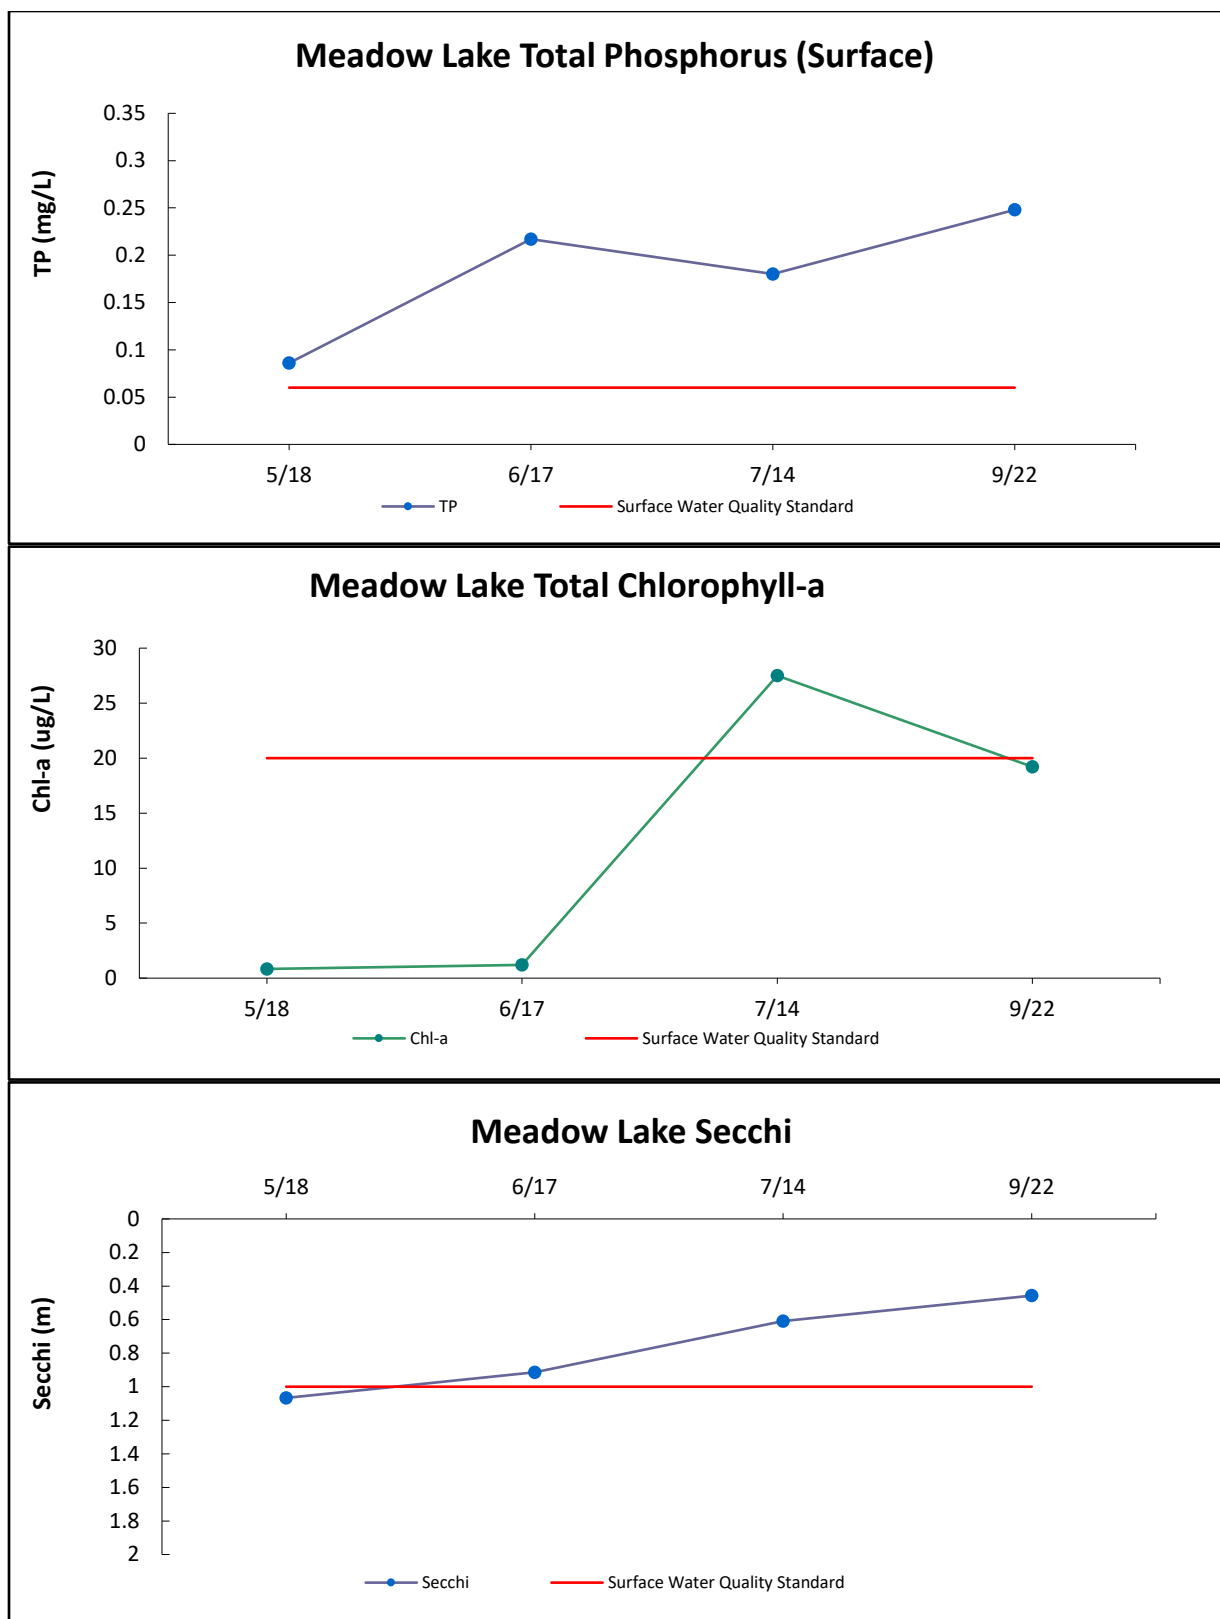 Meadow Lake Total Phosphorus (Surface)
TP (mg/L)
0.35
0.3
0.25
0.2
0.15
0.1
0.05
0
5/18 6/17 7/14 9/22
TP Surface Water Quality Standard
Meadow Lake Total Chlorophyll-a
Chl-a (ug/L)
30
25
20
15
10
5
0
5/18 6/17 7/14 9/22
Chl-a Surface Water Quality Standard
Meadow Lake Secchi
5/18 6/17 7/14 9/22
Secchi (m)
0
0.2
0.4
0.6
0.8
1
1.2
1.4
1.6
1.8
2
Secchi Surface Water Quality Standard